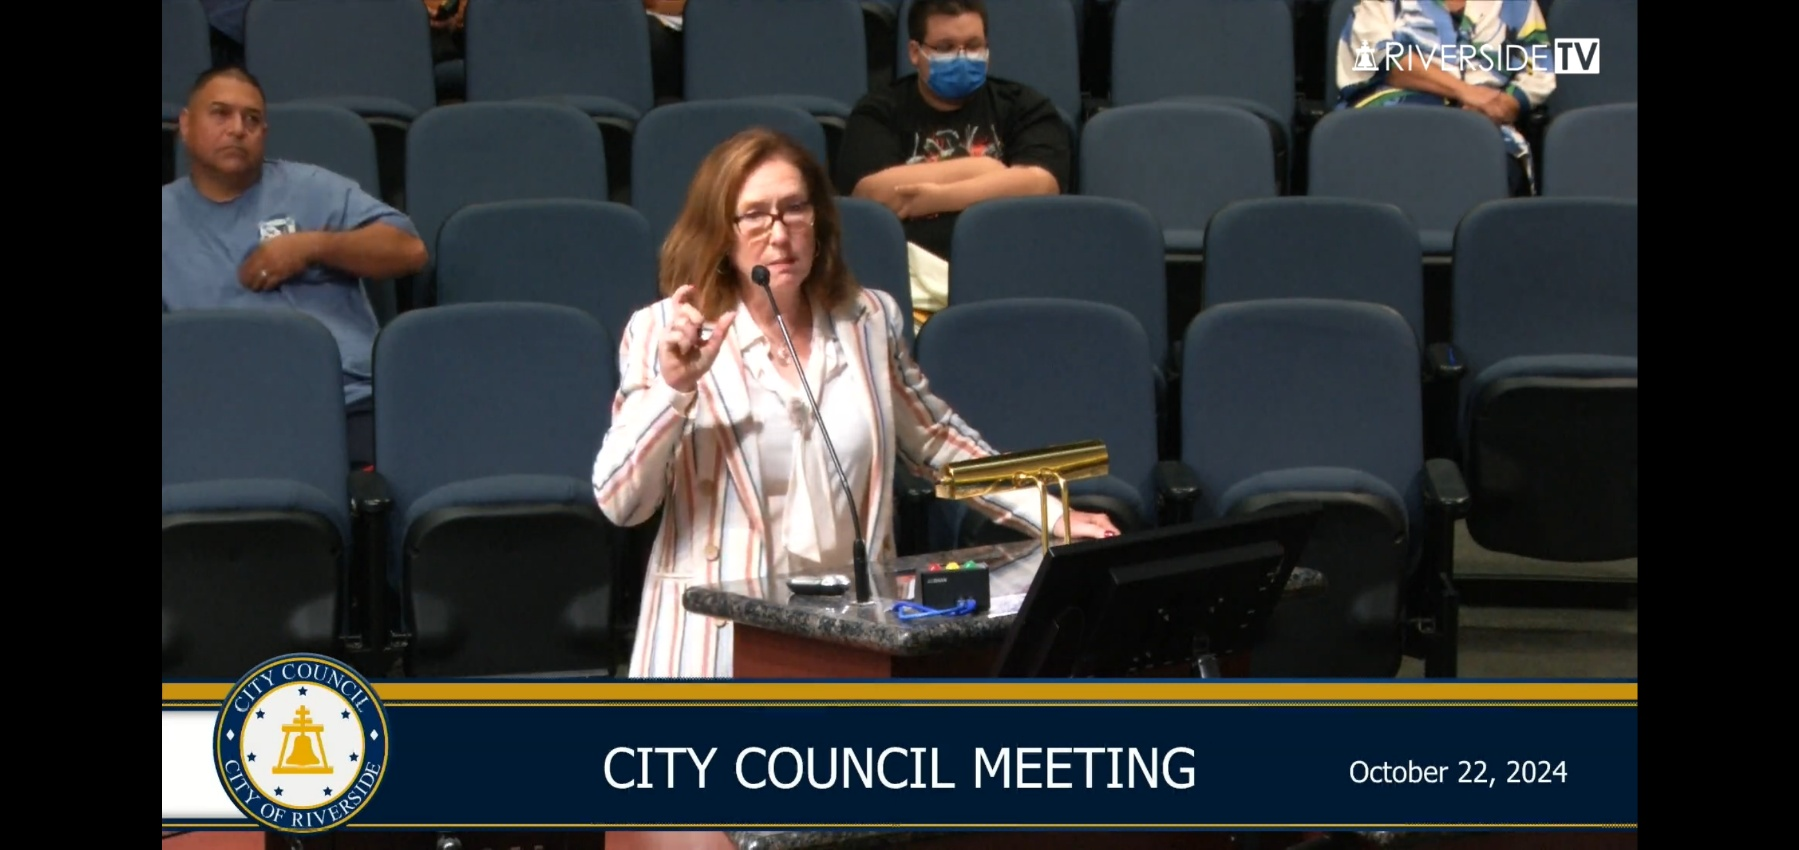 RIVERSIDE TV
CITY COUNCIL
CITY OF RIVERSIDE
CITY COUNCIL MEETING
October 22, 2024